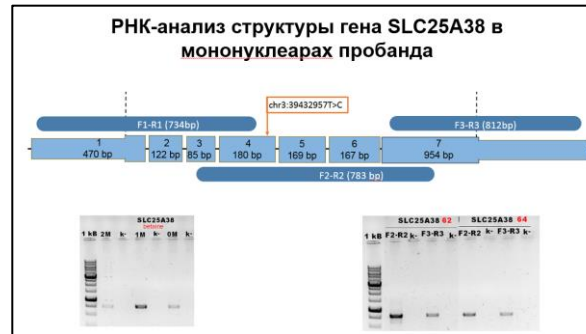 РНК-анализ структуры гена SLC25A38 в
мононуклеарах пробанда
chr3:39432957T>C
F1-R1 (734bp)
F3-R3 (812bp)
1
470 bp
2
122 bp
3
85 bp
4
180 bp
5
169 bp
6
167 bp
7
954 bp
F2-R2 (783 bp)
SLC25A38
betaine
1 kB 2M k- 1M k- 0M k-
SLC25A38 62 SLC25A38 64
1 kB F2-R2 k- F3-R3 k- F2-R2 k- F3-R3 k-